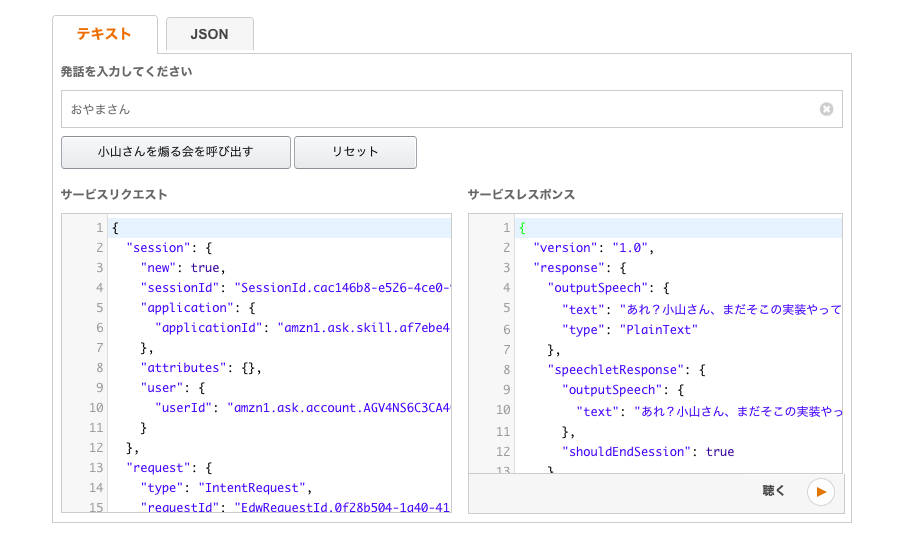 テキスト
JSON
発話を入力してください
おやまさん
小山さんを煽る会を呼び出す
リセット
サービスリクエスト
1 {
2 "session": {
3 "new": true,
4 "sessionId": "SessionId.cac146b8-e526-4ce0-
5 "application": {
6 "applicationId": "amzn1.ask.skill.af7ebe4
7 },
8 "attributes": {},
9 "user": {
10 "userId": "amzn1.ask.account.AGV4NS6C3CA4
11 }
12 },
13 "request": {
14 "type": "IntentRequest",
15 "requestId": "EdwRequestId.0f28b504-1a40-41
サービスレスポンス
1 {
2 "version": "1.0",
3 "response": {
4 "outputSpeech": {
5 "text": "あれ？小山さん、まだそこの実装やって
6 "type": "PlainText"
7 },
8 "speechletResponse": {
9 "outputSpeech": {
10 "text": "あれ？小山さん、まだそこの実装やっ
11 },
12 "shouldEndSession": true
13 }
聴く